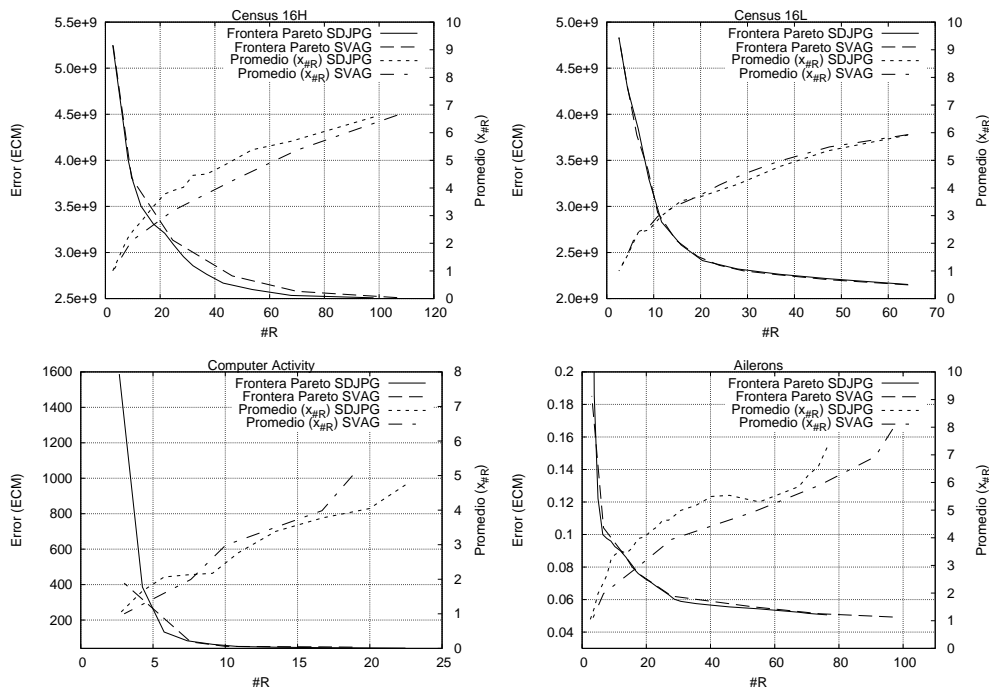 Census 16H
Frontera Pareto SDJPG
Frontera Pareto SVAG
Promedio (x#R) SDJPG
Promedio (x#R) SVAG
5.5e+9
5.0e+9
4.5e+9
4.0e+9
3.5e+9
3.0e+9
2.5e+9
Error (ECM)
10
9
8
7
6
5
4
3
2
1
0
Promedio (x#R)
0 20 40 60 80 100 120
#R
Census 16L
Frontera Pareto SDJPG
Frontera Pareto SVAG
Promedio (x#R) SDJPG
Promedio (x#R) SVAG
5.0e+9
4.5e+9
4.0e+9
3.5e+9
3.0e+9
2.5e+9
2.0e+9
Error (ECM)
10
9
8
7
6
5
4
3
2
1
0
Promedio (x#R)
0 10 20 30 40 50 60 70
#R
Computer Activity
Frontera Pareto SDJPG
Frontera Pareto SVAG
Promedio (x#R) SDJPG
Promedio (x#R) SVAG
1600
1400
1200
1000
800
600
400
200
Error (ECM)
8
7
6
5
4
3
2
1
0
Promedio (x#R)
0 5 10 15 20 25
#R
Ailerons
Frontera Pareto SDJPG
Frontera Pareto SVAG
Promedio (x#R) SDJPG
Promedio (x#R) SVAG
0.2
0.18
0.16
0.14
0.12
0.1
0.08
0.06
0.04
Error (ECM)
10
9
8
7
6
5
4
3
2
1
0
Promedio (x#R)
0 20 40 60 80 100
#R